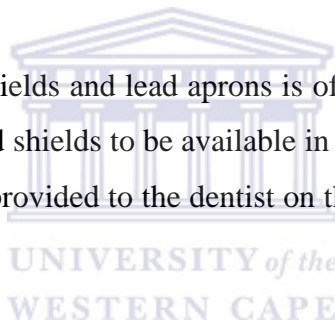 ields and lead aprons is of
d shields to be available in
provided to the dentist on th
UNIVERSITY of the
WESTERN CAPE